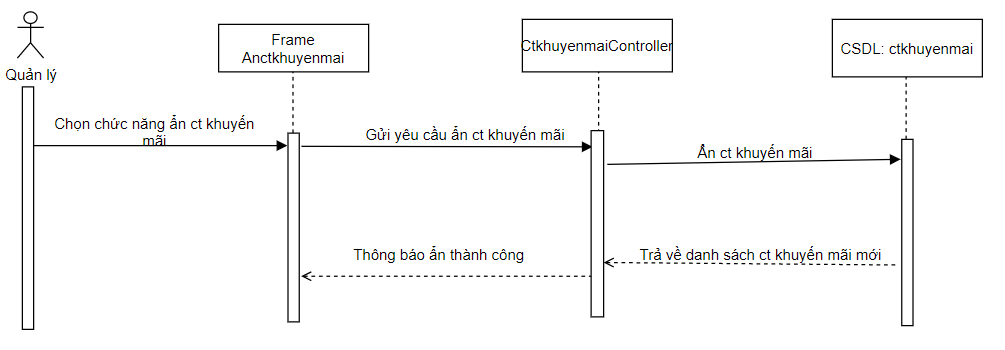 Frame
Anctkhuyenmai
CtkhuyenmaiController
CSDL: ctkhuyenmai
Quản lý
Chọn chức năng ẩn ct khuyến
mãi
Gửi yêu cầu ẩn ct khuyến mãi
Ẩn ct khuyến mãi
Thông báo ẩn thành công
Trả về danh sách ct khuyến mãi mới